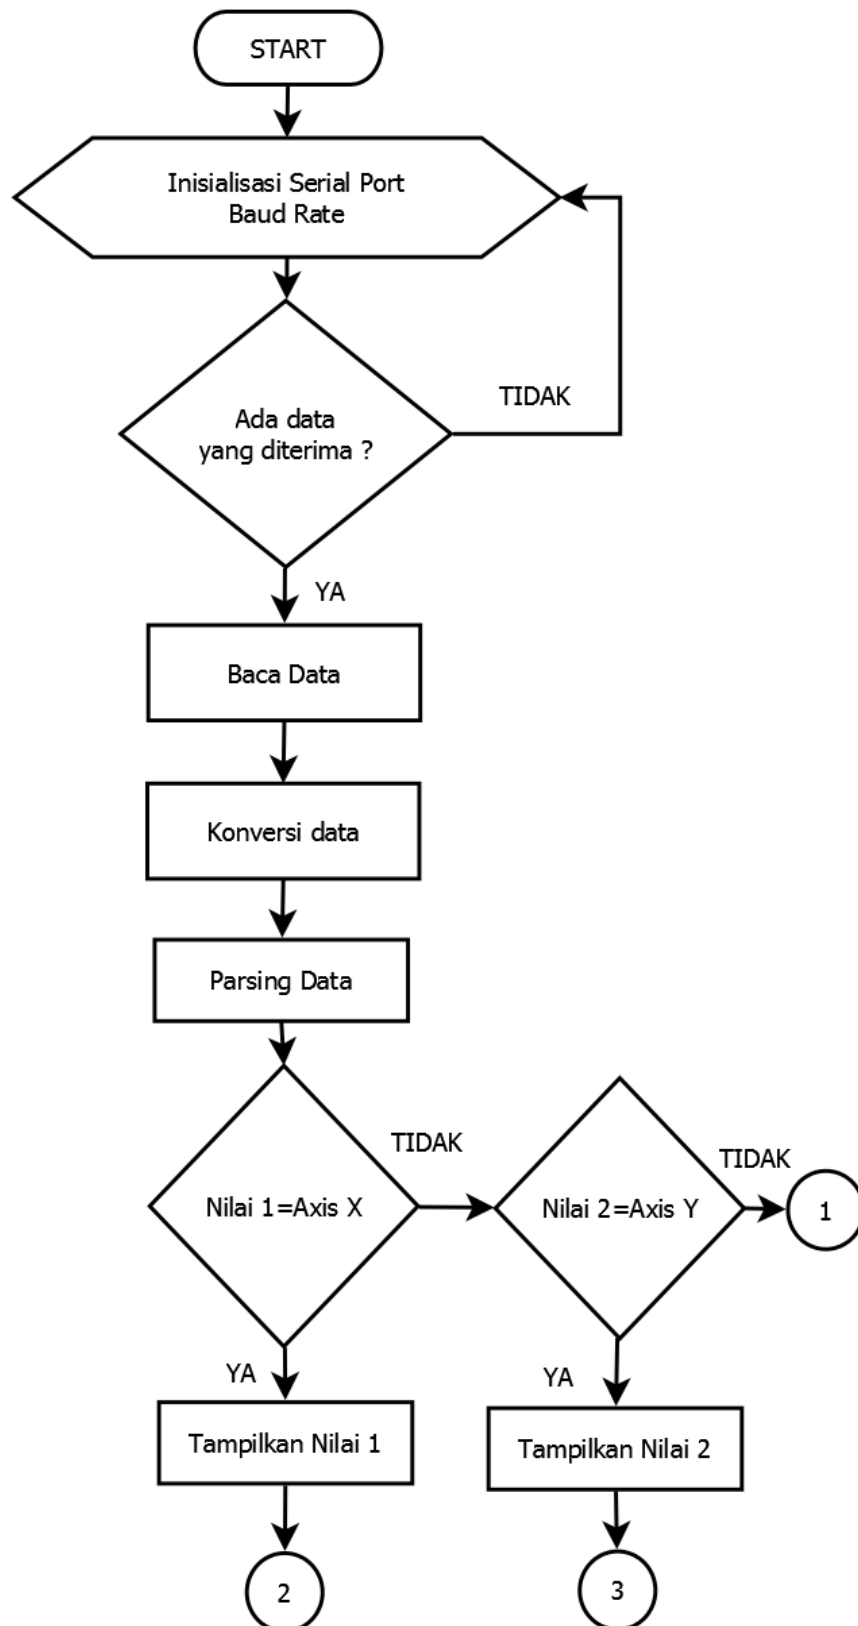 START
Inisialisasi Serial Port
Baud Rate
TIDAK
Ada data
yang diterima ?
YA
Baca Data
Konversi data
Parsing Data
TIDAK
TIDAK
Nilai 1=Axis X
Nilai 2=Axis Y
1
YA
YA
Tampilkan Nilai 1
Tampilkan Nilai 2
2
3